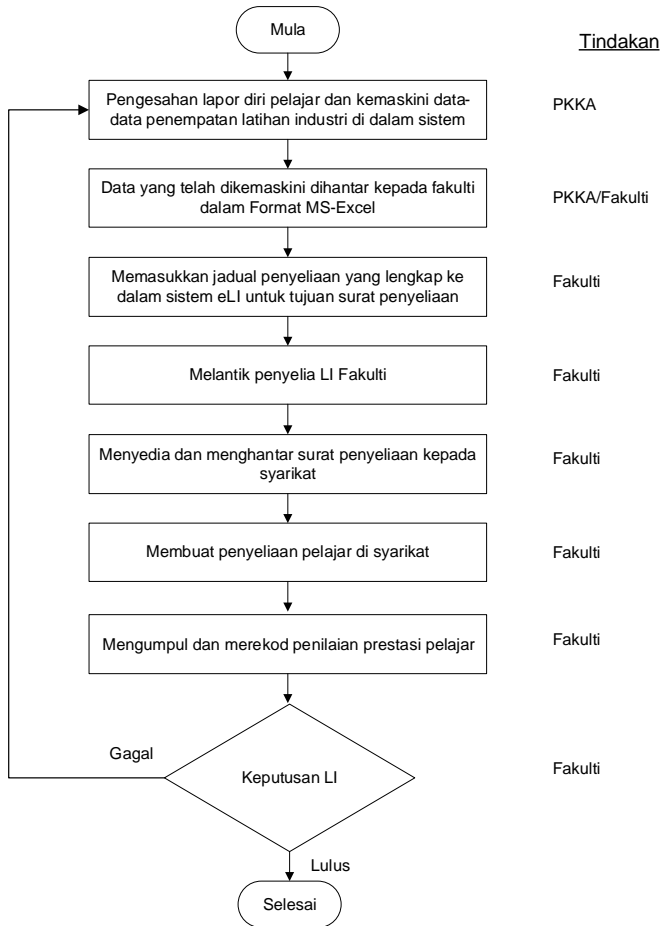 Mula
Tindakan
Pengesahan lapor diri pelajar dan kemaskini data-
data penempatan latihan industri di dalam sistem
PKKA
Data yang telah dikemaskini dihantar kepada fakulti
dalam Format MS-Excel
PKKA/Fakulti
Memasukkan jadual penyeliaan yang lengkap ke
dalam sistem eLI untuk tujuan surat penyeliaan
Fakulti
Melantik penyelia LI Fakulti
Fakulti
Menyedia dan menghantar surat penyeliaan kepada
syarikat
Fakulti
Membuat penyeliaan pelajar di syarikat
Fakulti
Mengumpul dan merekod penilaian prestasi pelajar
Fakulti
Gagal
Keputusan LI
Fakulti
Lulus
Selesai